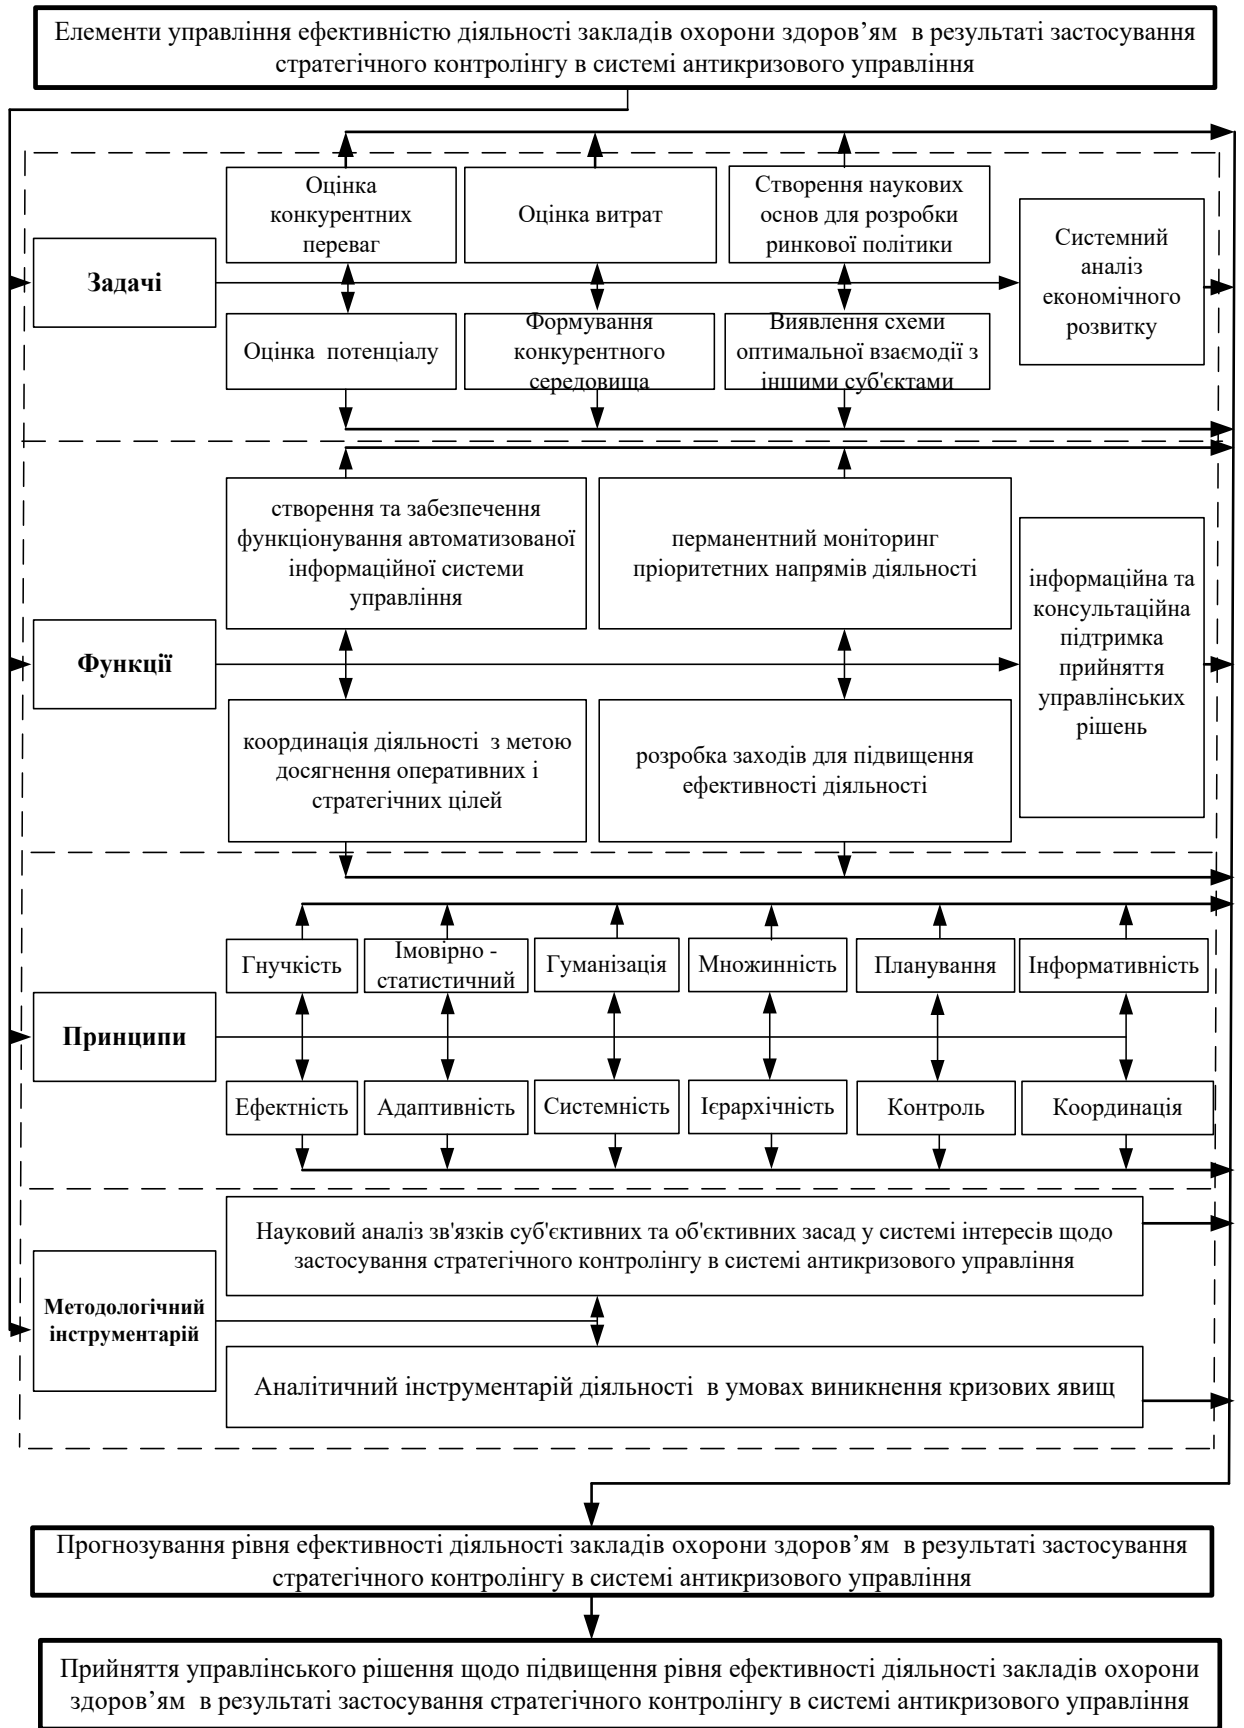 Елементи управління ефективністю діяльності закладів охорони здоров’ям в результаті застосування
стратегічного контролінгу в системі антикризового управління
Задачі
Оцінка
конкурентних
переваг
Оцінка витрат
Створення наукових
основ для розробки
ринкової політики
Системний
аналіз
економічного
розвитку
Оцінка потенціалу
Формування
конкурентного
середовища
Виявлення схеми
оптимальної взаємодії з
іншими суб'єктами
Функції
створення та забезпечення
функціонування автоматизованої
інформаційної системи
управління
перманентний моніторинг
пріоритетних напрямів діяльності
інформаційна та
консультаційна
підтримка
прийняття
управлінських
рішень
координація діяльності з метою
досягнення оперативних і
стратегічних цілей
розробка заходів для підвищення
ефективності діяльності
Принципи
Гнучкість
Імовірно -
статистичний
Гуманізація
Множинність
Планування
Інформативність
Ефектність
Адаптивність
Системність
Ієрархічність
Контроль
Координація
Методологічний
інструментарій
Науковий аналіз зв'язків суб'єктивних та об'єктивних засад у системі інтересів щодо
застосування стратегічного контролінгу в системі антикризового управління
Аналітичний інструментарій діяльності в умовах виникнення кризових явищ
Прогнозування рівня ефективності діяльності закладів охорони здоров’ям в результаті застосування
стратегічного контролінгу в системі антикризового управління
Прийняття управлінського рішення щодо підвищення рівня ефективності діяльності закладів охорони
здоров’ям в результаті застосування стратегічного контролінгу в системі антикризового управління